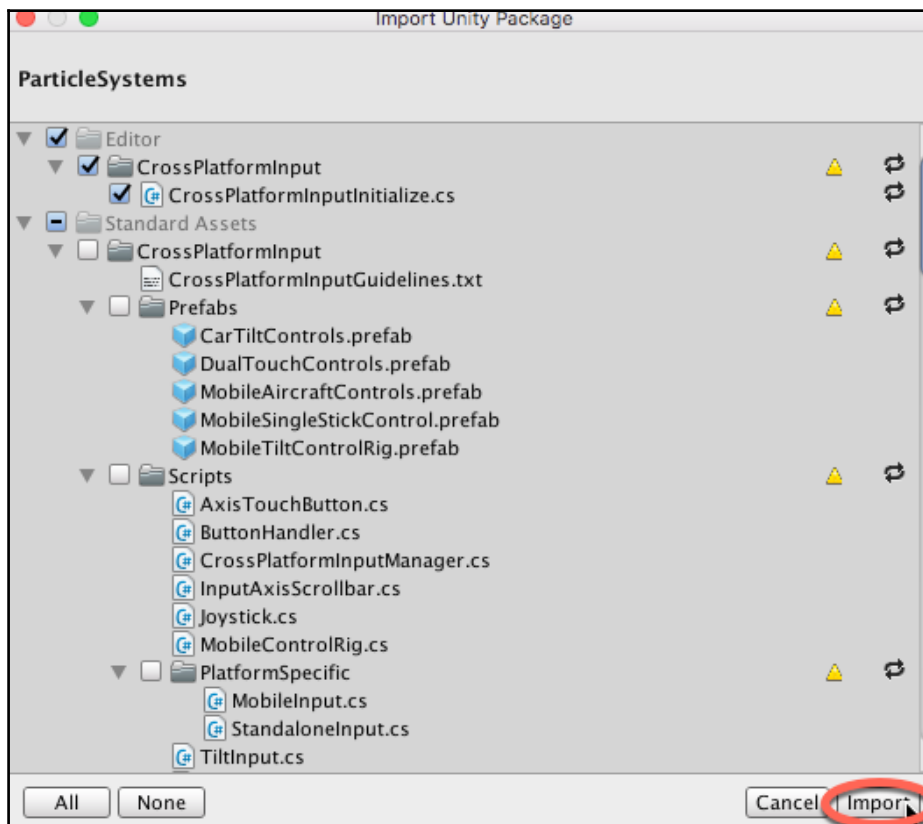 Import Unity Package
ParticleSystems
Editor
CrossPlatformInput
CrossPlatformInputInitialize.cs
Standard Assets
CrossPlatformInput
CrossPlatformInputGuidelines.txt
Prefabs
CarTiltControls.prefab
DualTouchControls.prefab
MobileAircraftControls.prefab
MobileSingleStickControl.prefab
MobileTiltControlRig.prefab
Scripts
AxisTouchButton.cs
ButtonHandler.cs
CrossPlatformInputManager.cs
InputAxisScrollbar.cs
Joystick.cs
MobileControlRig.cs
PlatformSpecific
MobileInput.cs
StandaloneInput.cs
TiltInput.cs
All None Cancel Import